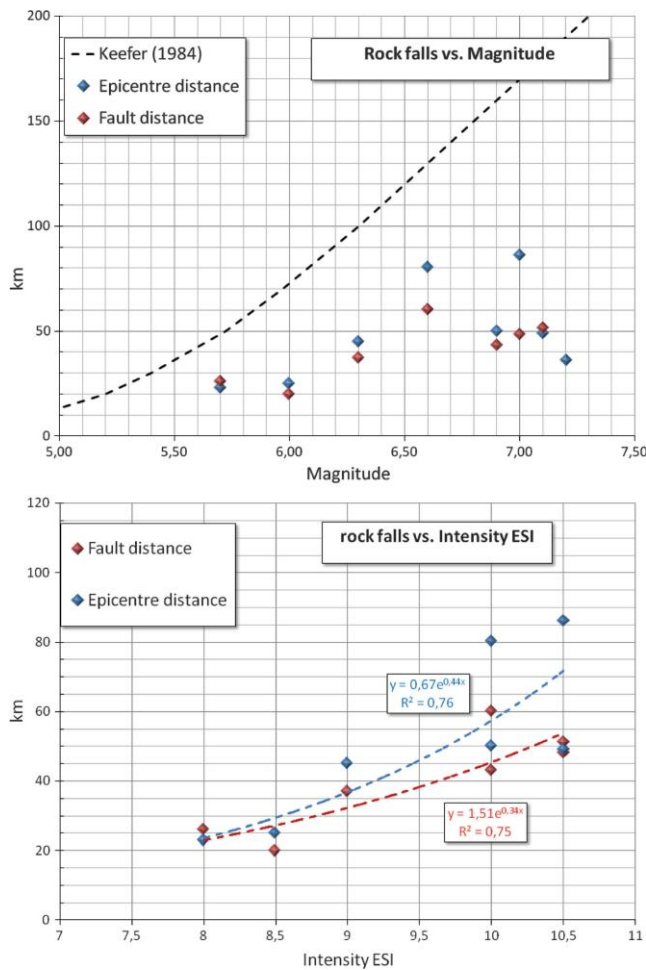 200
150
100
50
0
km
Keefer (1984)
Epicentre distance
Fault distance
Rock falls vs. Magnitude
5,00 5,50 6,00 6,50 7,00 7,50
Magnitude
120
100
80
60
40
20
0
km
Fault distance
Epicentre distance
rock falls vs. Intensity ESI
y = 0,67e^0,44x
R² = 0,76
y = 1,51e^0,34x
R² = 0,75
7 7,5 8 8,5 9 9,5 10 10,5 11
Intensity ESI